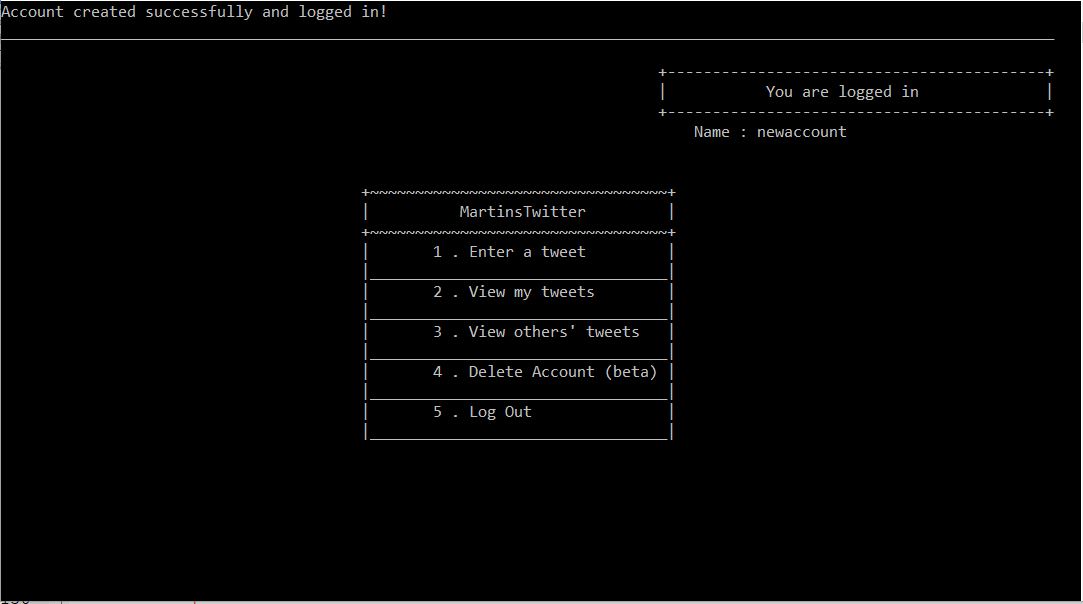 Account created successfully and logged in!
You are logged in
Name : newaccount
MartinsTwitter
1 . Enter a tweet
2 . View my tweets
3 . View others' tweets
4 . Delete Account (beta)
5 . Log Out